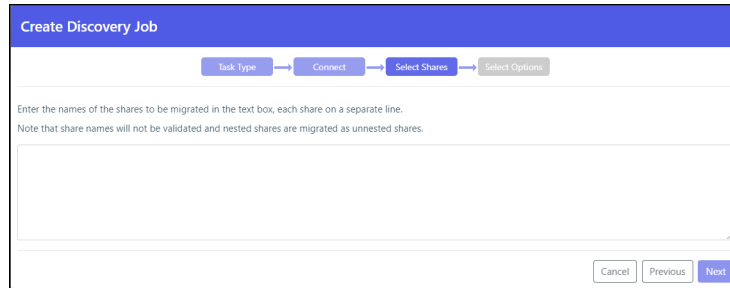 Create Discovery Job
Task Type Connect Select Shares Select Options
Enter the names of the shares to be migrated in the text box, each share on a separate line.
Note that share names will not be validated and nested shares are migrated as unnested shares.
Cancel Previous Next